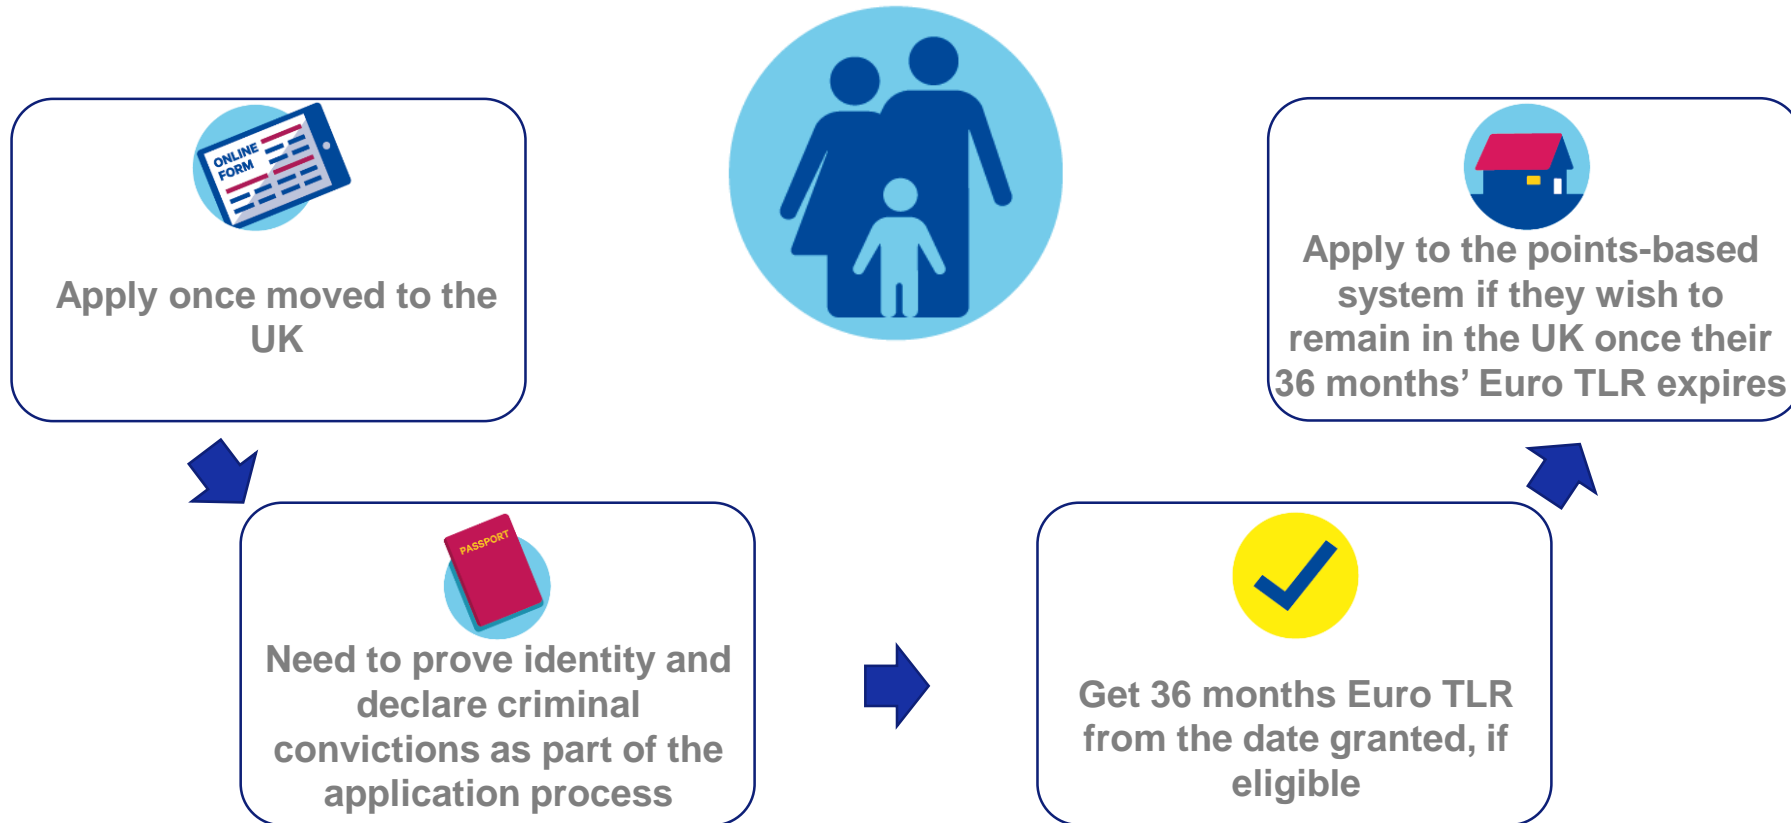 ONLINE
FORM
Apply once moved to the
UK
PASSPORT
Need to prove identity and
declare criminal
convictions as part of the
application process
Get 36 months Euro TLR
from the date granted, if
eligible
Apply to the points-based
system if they wish to
remain in the UK once their
36 months’ Euro TLR expires